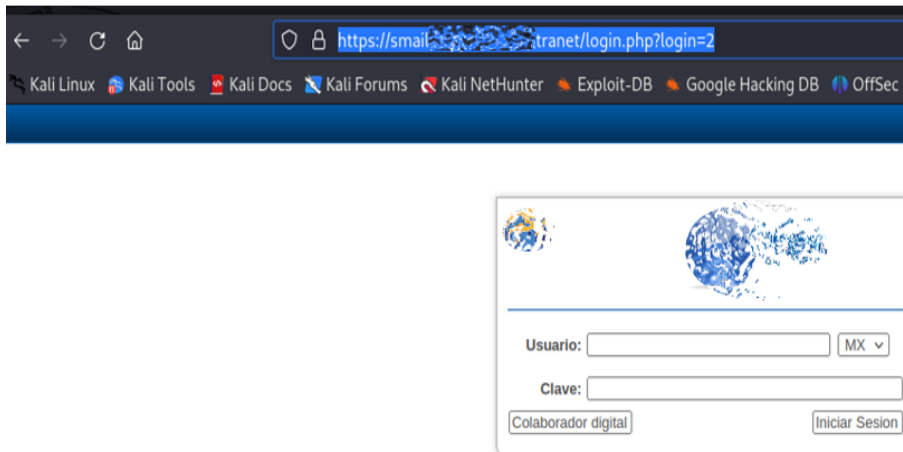 https://smail tranet/login.php?login=2
Kali Linux Kali Tools Kali Docs Kali Forums Kali NetHunter Exploit-DB Google Hacking DB OffSec
Usuario: MX
Clave:
Colaborador digital Iniciar Sesion